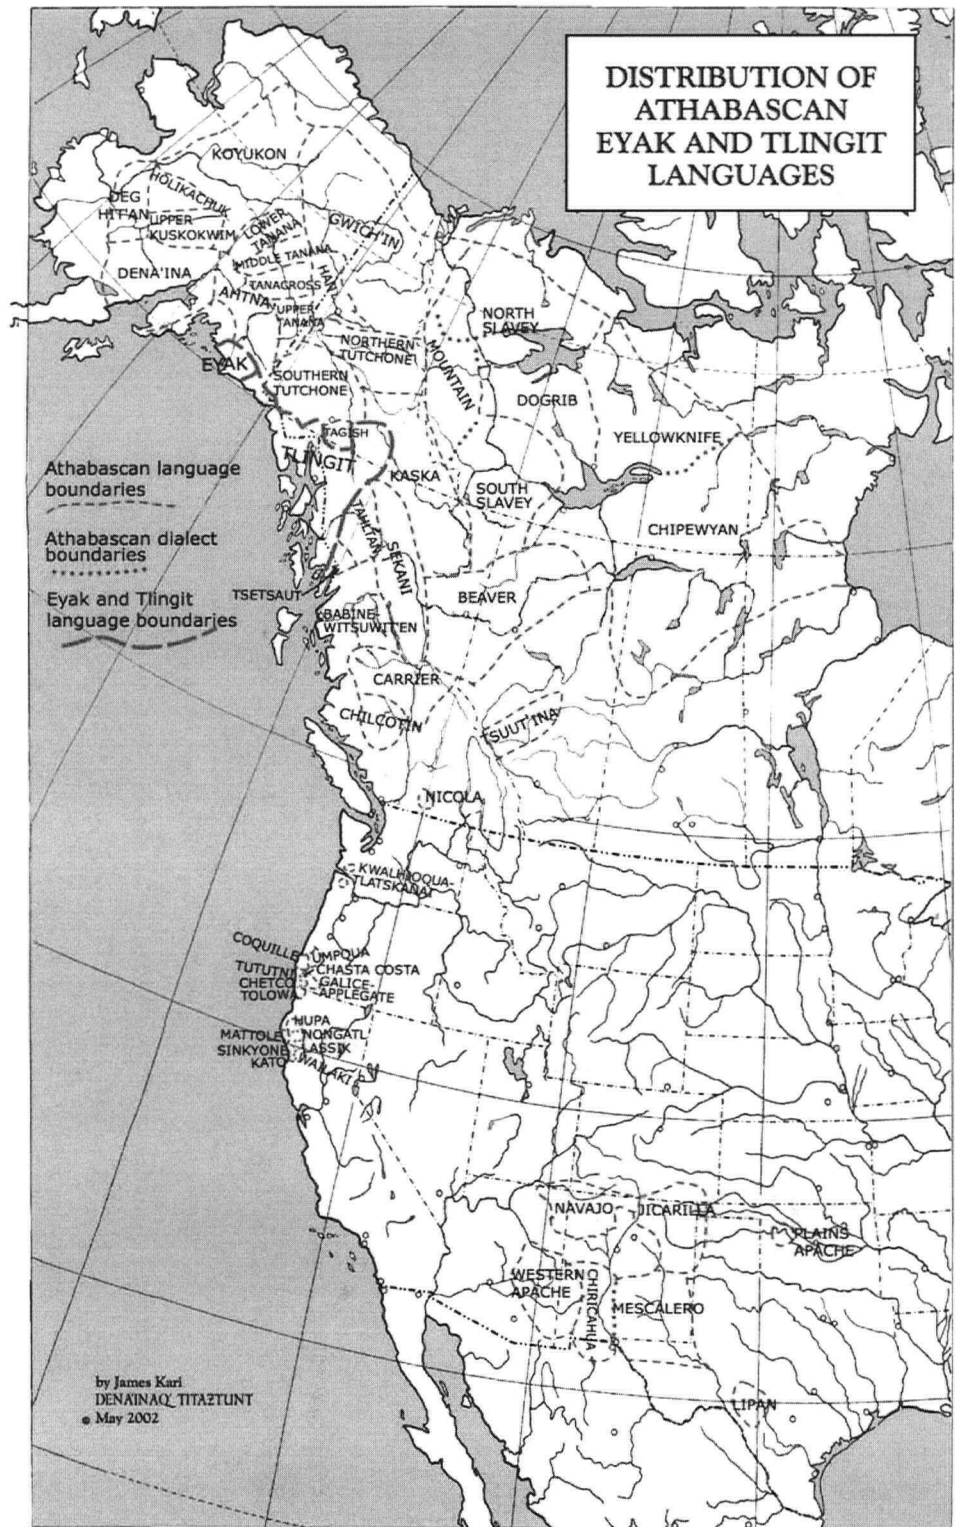 DISTRIBUTION OF
ATHABASCAN
EYAK AND TLINGIT
LANGUAGES
KOYUKON
HOLIKACHUK
DEG
HIT'AN
UPPER
KUSKOKWIM
LOWER
TANANA
GWICH'IN
MIDDLE TANANA
DENA'INA
TANACROSS
HAN
AHTNA
UPPER
TANANA
NORTH
SLAVEY
NORTHERN
TUTCHONE
MOUNTAIN
EYAK
SOUTHERN
TUTCHONE
DOGRIB
TAGISH
YELLOWKNIFE
TLINGIT
KASKA
SOUTH
SLAVEY
Athabascan language
boundaries
TAHLTAN
CHIPEWYAN
Athabascan dialect
boundaries
SEKANI
TSETSAUT
BEAVER
Eyak and Tlingit
language boundaries
BABINE-
WITSUWIT'EN
CARRIER
CHILCOTIN
TSUUT'INA
NICOLA
KWALHIOQUA-
TLATSKANAI
COQUILLE
UMPQUA
TUTUTNI
CHASTA COSTA
CHETCO
GALICE-
TOLOWA
APPLEGATE
HUPA
MATTOLE
NONGATL
SINKYONE
LASSIK
KATO
WAILAKI
NAVAJO
JICARILLA
PLAINS
APACHE
WESTERN
APACHE
CHIRICAHUA
MESCALERO
LIPAN
by James Kari
© May 2002